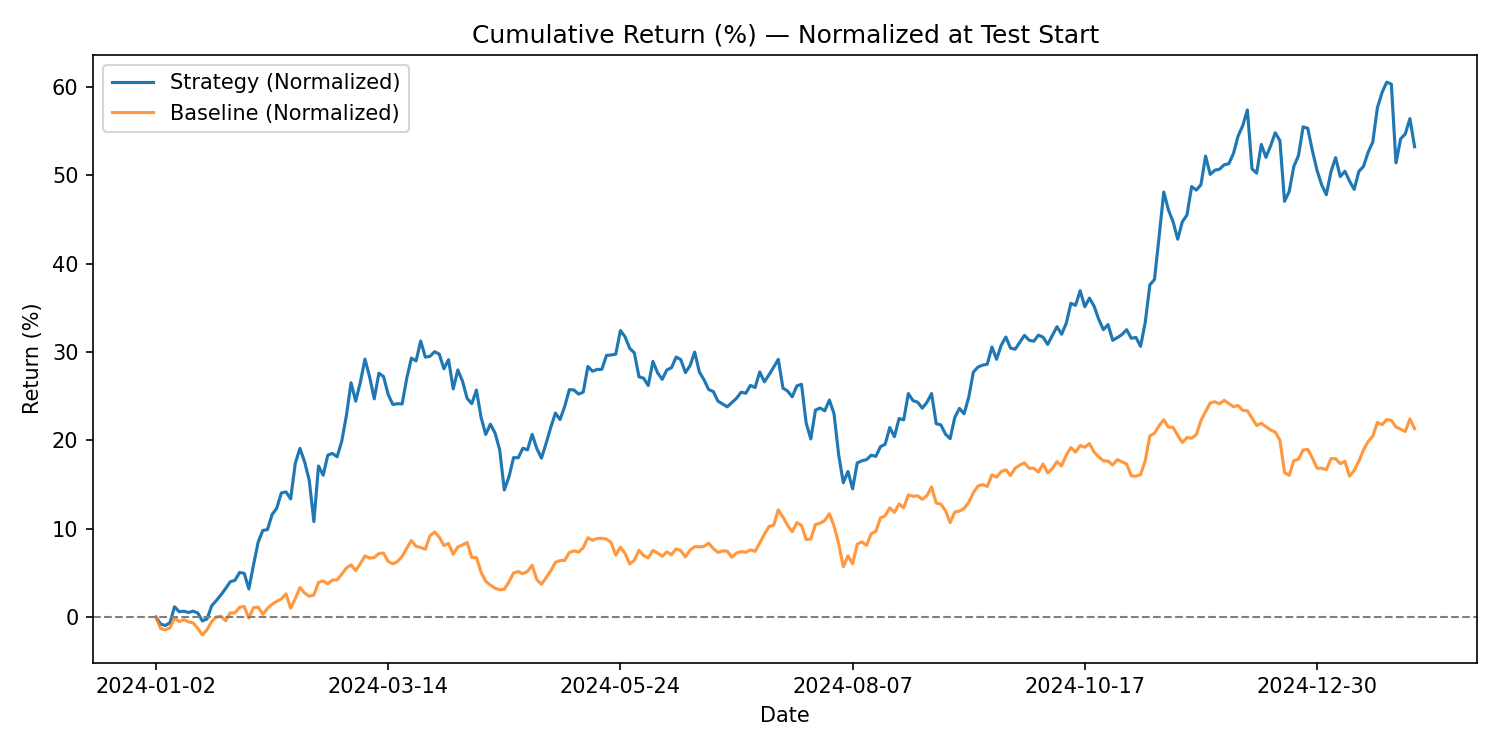 Cumulative Return (%) — Normalized at Test Start
Strategy (Normalized)
Baseline (Normalized)
Return (%)
60
50
40
30
20
10
0
2024-01-02
2024-03-14
2024-05-24
2024-08-07
2024-10-17
2024-12-30
Date